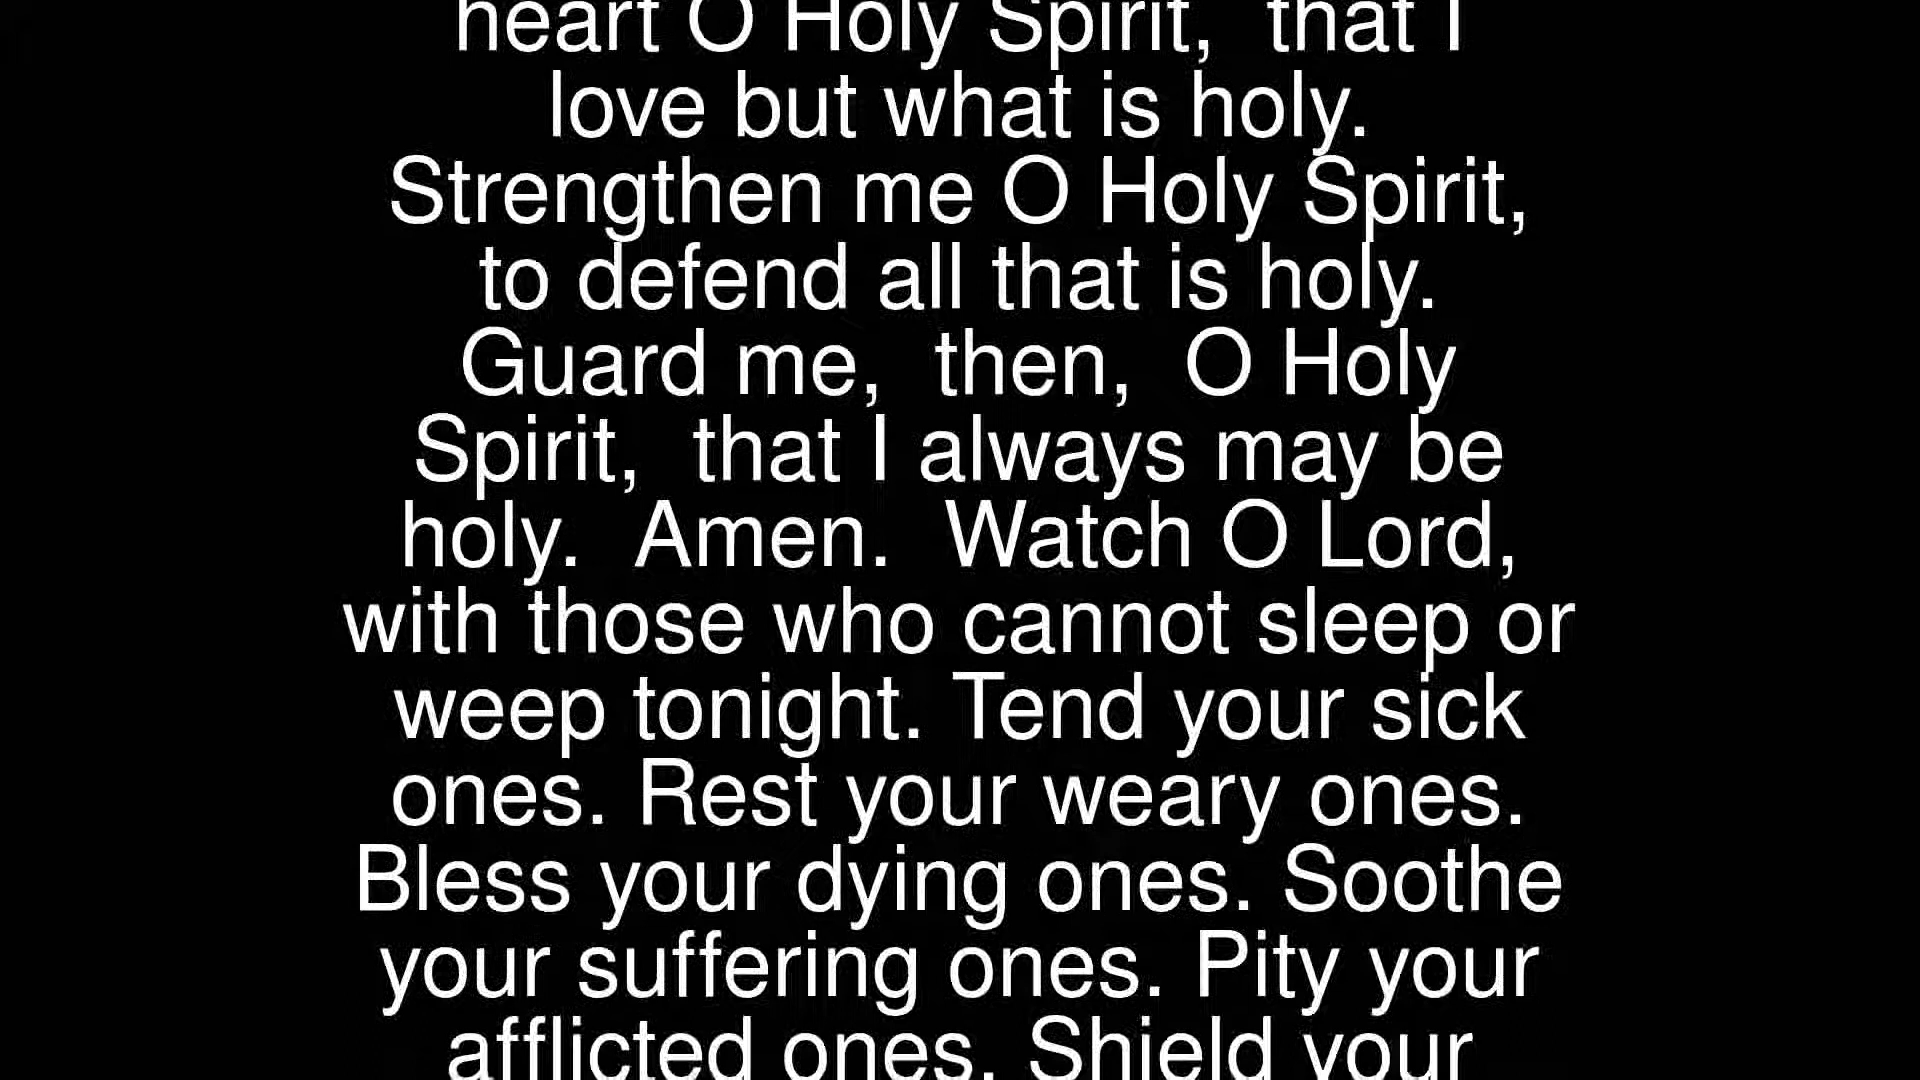 heart O Holy Spirit,  that I
love but what is holy.
Strengthen me O Holy Spirit,
to defend all that is holy.
Guard me,  then,  O Holy
Spirit,  that I always may be
holy.  Amen.  Watch O Lord,
with those who cannot sleep or
weep tonight. Tend your sick
ones. Rest your weary ones.
Bless your dying ones. Soothe
your suffering ones. Pity your
afflicted ones. Shield your